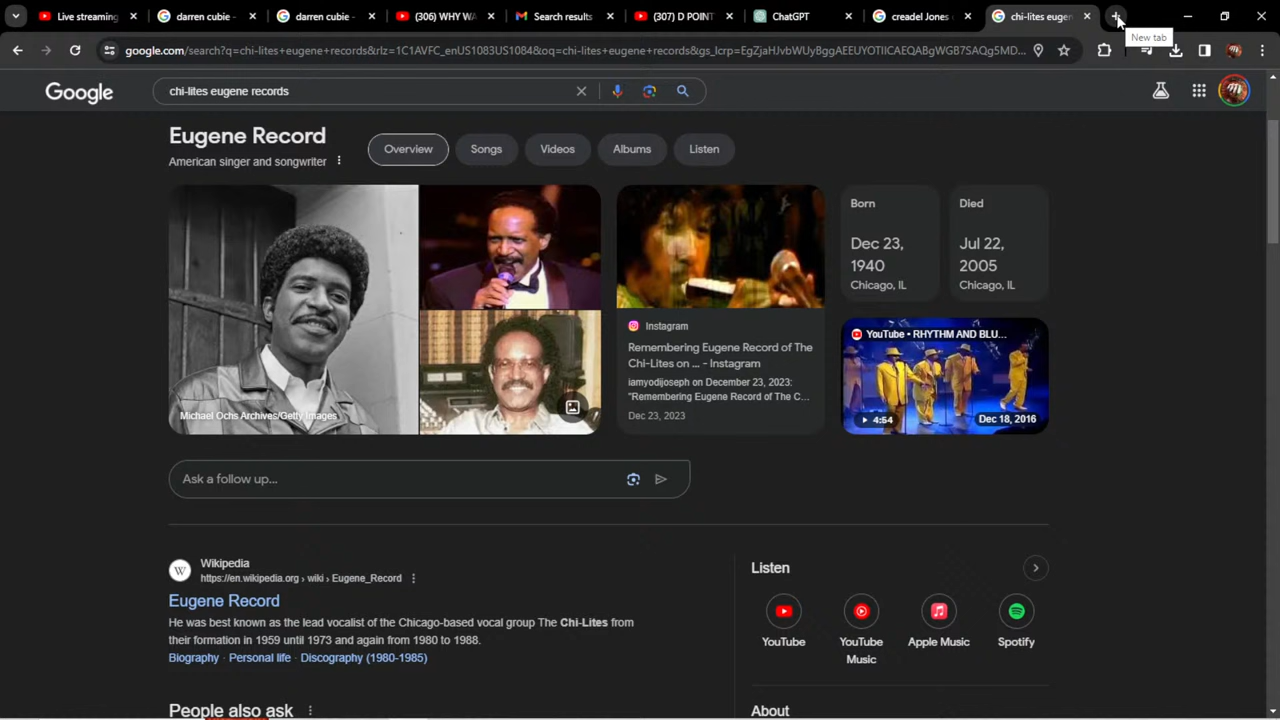 Live streaming
darren cubie -
darren cubie -
(306) WHY WA
Search results
(307) D POINT
ChatGPT
creadel Jones
chi-lites eugen
New tab
google.com/search?q=chi-lites+eugene+records&rlz=1C1AVFC_enUS1083US1084&oq=chi-lites+eugene+records&gs_lcrp=EgZjaHJvbWUyBggAEEUYOTIICAEQABgWGB7SAQg5MD...
Google
chi-lites eugene records
Eugene Record
American singer and songwriter
Overview
Songs
Videos
Albums
Listen
Michael Ochs Archives/Getty Images
Instagram
Remembering Eugene Record of The
Chi-Lites on ... - Instagram
iamyodijoseph on December 23, 2023:
"Remembering Eugene Record of The C...
Dec 23, 2023
Born
Dec 23,
1940
Chicago, IL
Died
Jul 22,
2005
Chicago, IL
YouTube • RHYTHM AND BLU...
4:54
Dec 18, 2016
Ask a follow up...
W
Wikipedia
https://en.wikipedia.org › wiki › Eugene_Record
Eugene Record
He was best known as the lead vocalist of the Chicago-based vocal group The Chi-Lites from
their formation in 1959 until 1973 and again from 1980 to 1988.
Biography · Personal life · Discography (1980-1985)
People also ask
Listen
YouTube
YouTube
Music
Apple Music
Spotify
About